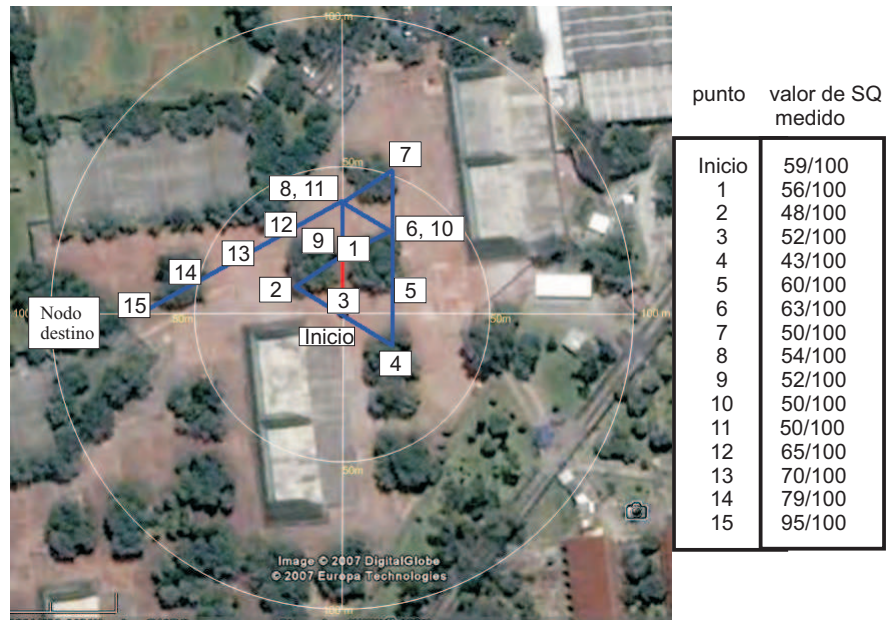 100 m
punto valor de SQ
medido
7
50m
8, 11
12
6, 10
9
1
13
14
2
5
3
15
Nodo
destino
100 m
50m
50m
100 m
Inicio
4
50m
Image © 2007 DigitalGlobe
© 2007 Europa Technologies
100 m
Inicio 59/100
1 56/100
2 48/100
3 52/100
4 43/100
5 60/100
6 63/100
7 50/100
8 54/100
9 52/100
10 50/100
11 50/100
12 65/100
13 70/100
14 79/100
15 95/100